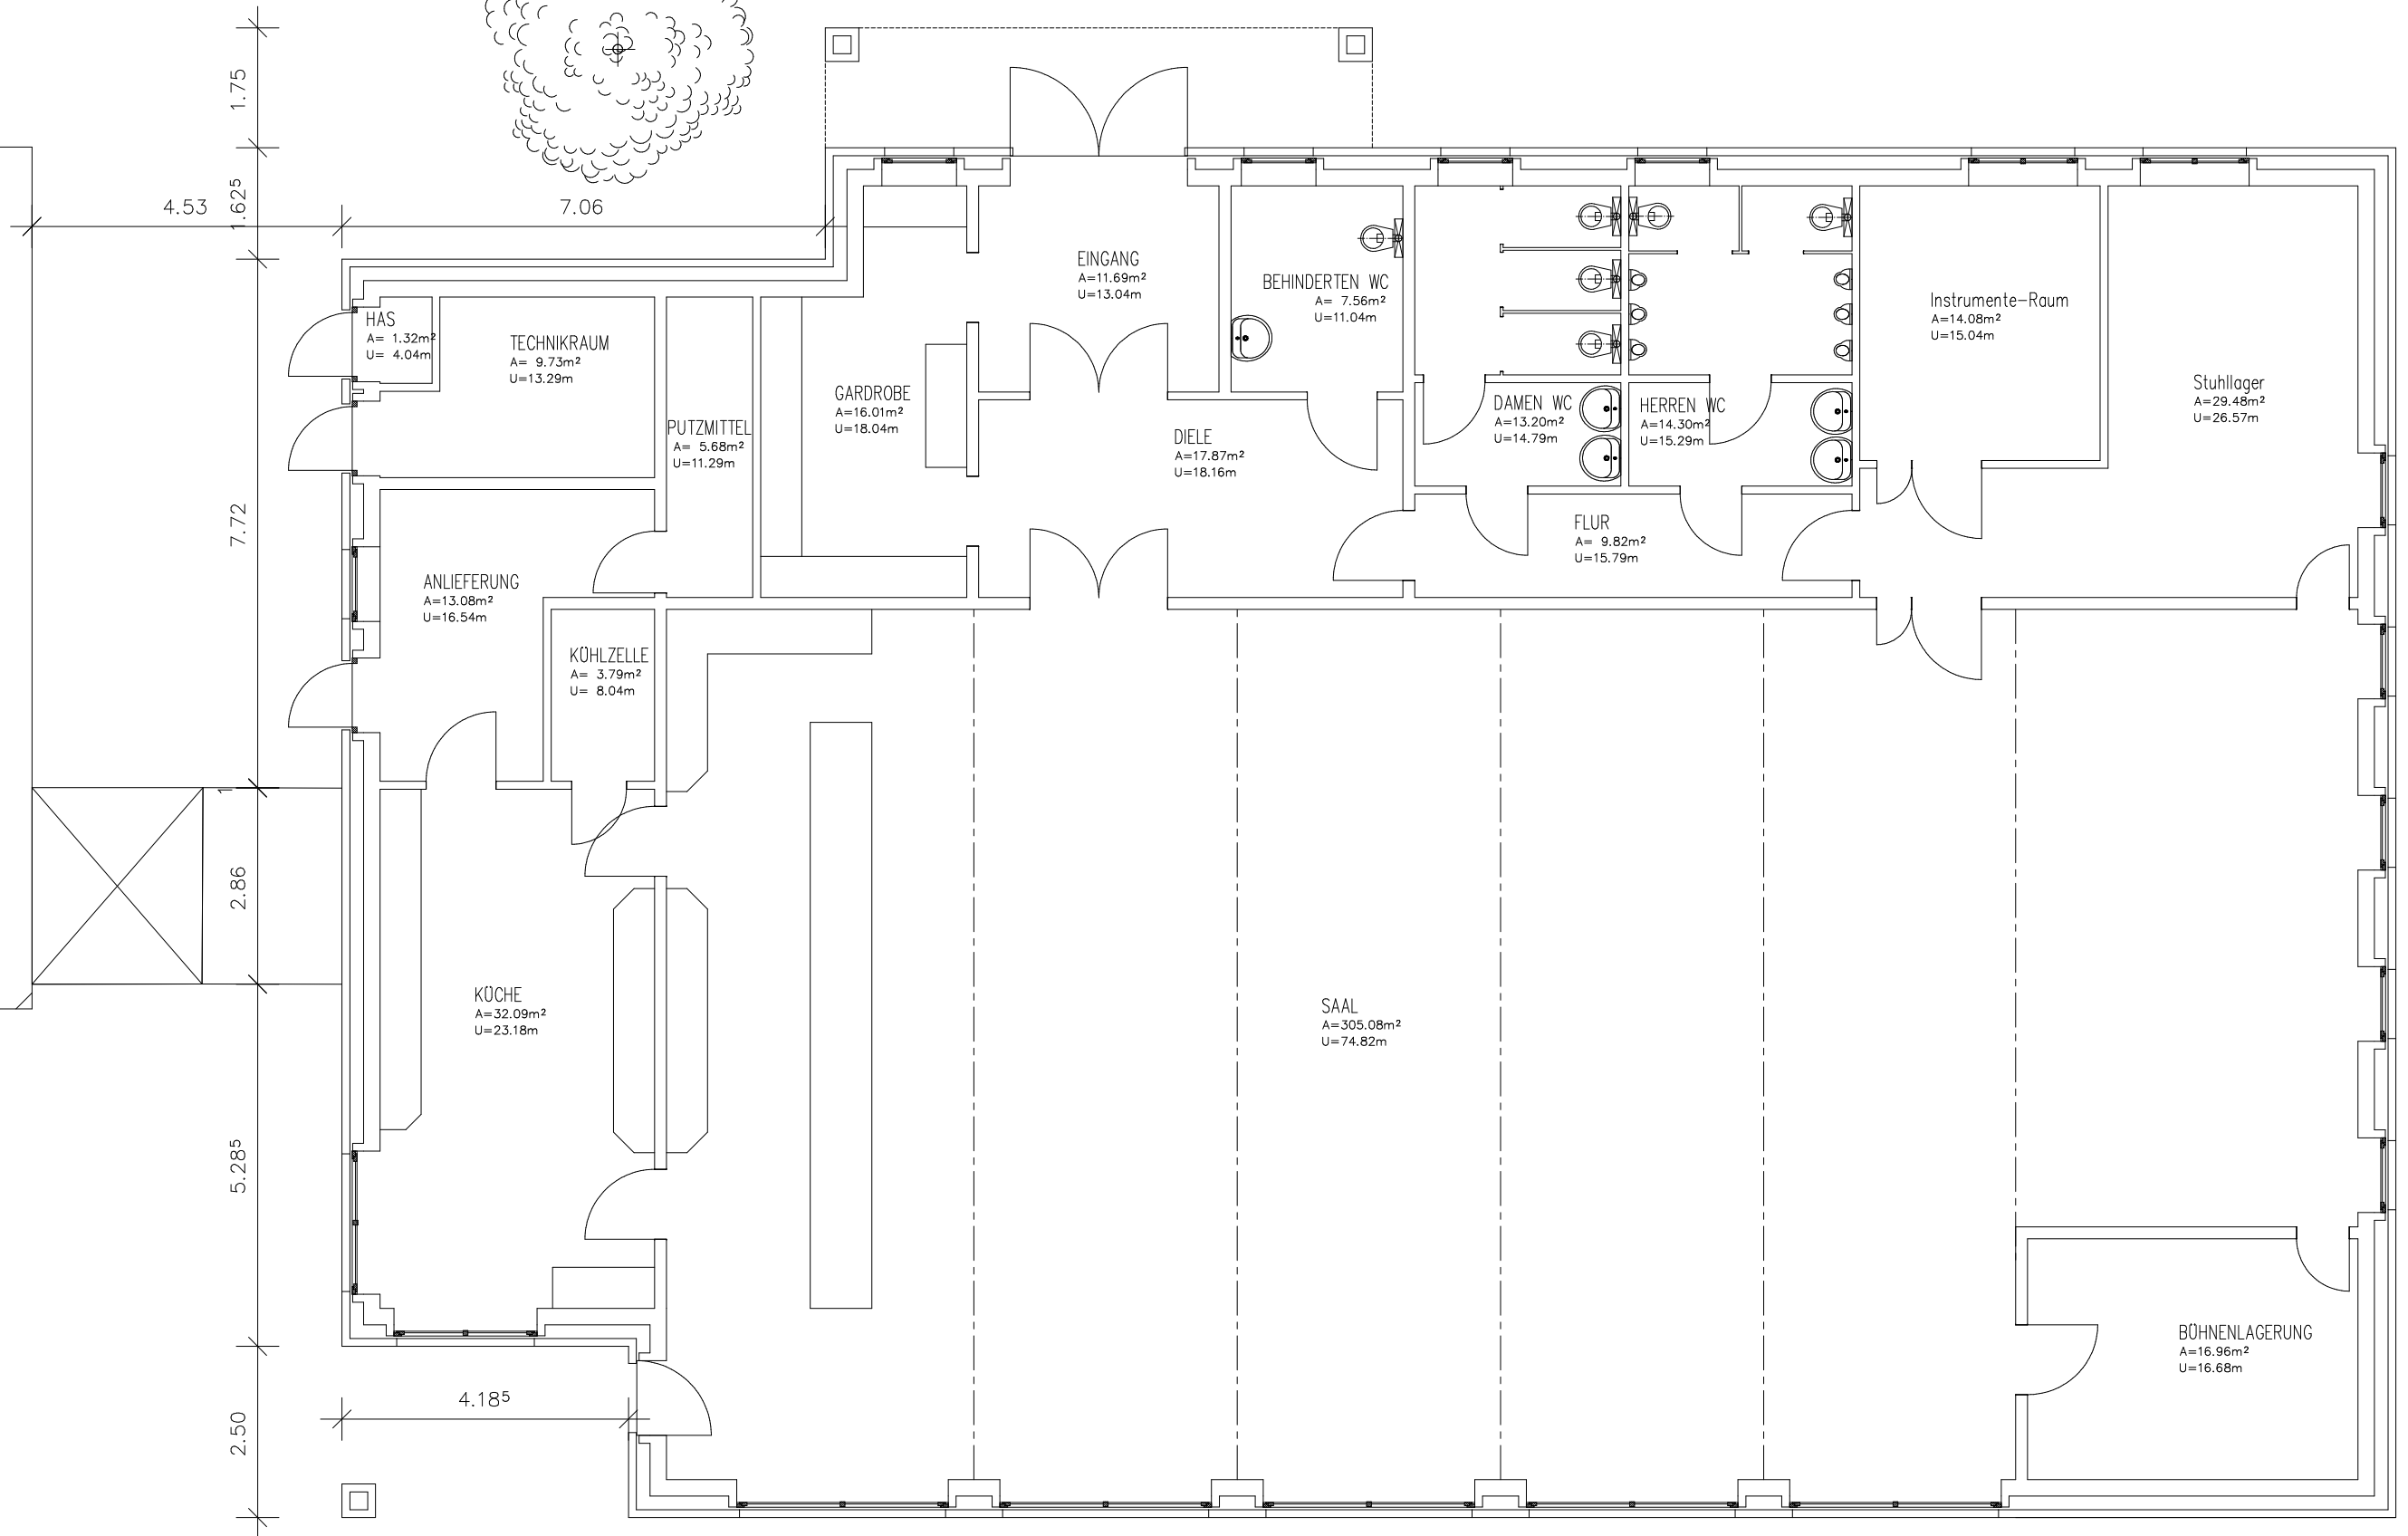 1.75
1.625
4.53
7.06
EINGANG
A=11.69m²
U=13.04m
BEHINDERTEN WC
A= 7.56m²
U=11.04m
HAS
A= 1.32m²
U= 4.04m
TECHNIKRAUM
A= 9.73m²
U=13.29m
Instrumente-Raum
A=14.08m²
U=15.04m
GARDROBE
A=16.01m²
U=18.04m
PUTZMITTEL
A= 5.68m²
U=11.29m
DIELE
A=17.87m²
U=18.16m
DAMEN WC
A=13.20m²
U=14.79m
HERREN WC
A=14.30m²
U=15.29m
Stuhllager
A=29.48m²
U=26.57m
7.72
FLUR
A= 9.82m²
U=15.79m
ANLIEFERUNG
A=13.08m²
U=16.54m
KÜHLZELLE
A= 3.79m²
U= 8.04m
1
2.86
KÜCHE
A=32.09m²
U=23.18m
SAAL
A=305.08m²
U=74.82m
5.285
BÜHNENLAGERUNG
A=16.96m²
U=16.68m
4.185
2.50